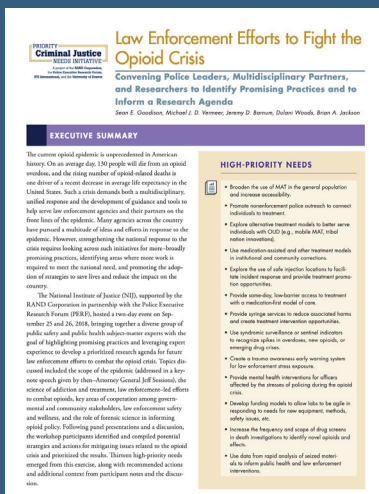 PRIORITY
Criminal Justice
NEEDS INITIATIVE
A project of the RAND Corporation,
the Police Executive Research Forum,
RTI International, and the University of Denver
Law Enforcement Efforts to Fight the
Opioid Crisis
Convening Police Leaders, Multidisciplinary Partners,
and Researchers to Identify Promising Practices and to
Inform a Research Agenda
Sean E. Goodison, Michael J. D. Vermeer, Jeremy D. Barnum, Dulani Woods, Brian A. Jackson
EXECUTIVE SUMMARY
The current opioid epidemic is unprecedented in American
history. On an average day, 130 people will die from an opioid
overdose, and the rising number of opioid-related deaths is
one driver of a recent decrease in average life expectancy in the
United States. Such a crisis demands both a multidisciplinary,
unified response and the development of guidance and tools to
help serve law enforcement agencies and their partners on the
front lines of the epidemic. Many agencies across the country
have pursued a multitude of ideas and efforts in response to the
epidemic. However, strengthening the national response to the
crisis requires looking across such initiatives for more-broadly
promising practices, identifying areas where more work is
required to meet the national need, and promoting the adop-
tion of strategies to save lives and reduce the impact on the
country.
The National Institute of Justice (NIJ), supported by the
RAND Corporation in partnership with the Police Executive
Research Forum (PERF), hosted a two-day event on Sep-
tember 25 and 26, 2018, bringing together a diverse group of
public safety and public health subject-matter experts with the
goal of highlighting promising practices and leveraging expert
experience to develop a prioritized research agenda for future
law enforcement efforts to combat the opioid crisis. Topics dis-
cussed included the scope of the epidemic (addressed in a key-
note speech given by then–Attorney General Jeff Sessions), the
science of addiction and treatment, law enforcement–led efforts
to combat opioids, key areas of cooperation among govern-
mental and community stakeholders, law enforcement safety
and wellness, and the role of forensic science in informing
opioid policy. Following panel presentations and a discussion,
the workshop participants identified and compiled potential
strategies and actions for mitigating issues related to the opioid
crisis and prioritized the results. Thirteen high-priority needs
emerged from this exercise, along with recommended actions
and additional context from participant notes and the discus-
sion.
HIGH-PRIORITY NEEDS
• Broaden the use of MAT in the general population
and increase accessibility.
• Promote nonenforcement police outreach to connect
individuals to treatment.
• Explore alternative treatment models to better serve
individuals with OUD (e.g., mobile MAT, tribal
nation innovations).
• Use medication-assisted and other treatment models
in institutional and community corrections.
• Explore the use of safe injection locations to facili-
tate incident response and provide treatment promo-
tion opportunities.
• Provide same-day, low-barrier access to treatment
with a medication-first model of care.
• Provide syringe services to reduce associated harms
and create treatment intervention opportunities.
• Use syndromic surveillance or sentinel indicators
to recognize spikes in overdoses, new opioids, or
emerging drug crises.
• Create a trauma awareness early warning system
for law enforcement stress exposure.
• Provide mental health interventions for officers
affected by the stresses of policing during the opioid
crisis.
• Develop funding models to allow labs to be agile in
responding to needs for new equipment, methods,
safety issues, etc.
• Increase the frequency and scope of drug screens
in death investigations to identify novel opioids and
effects.
• Use data from rapid analysis of seized materi-
als to inform public health and law enforcement
interventions.